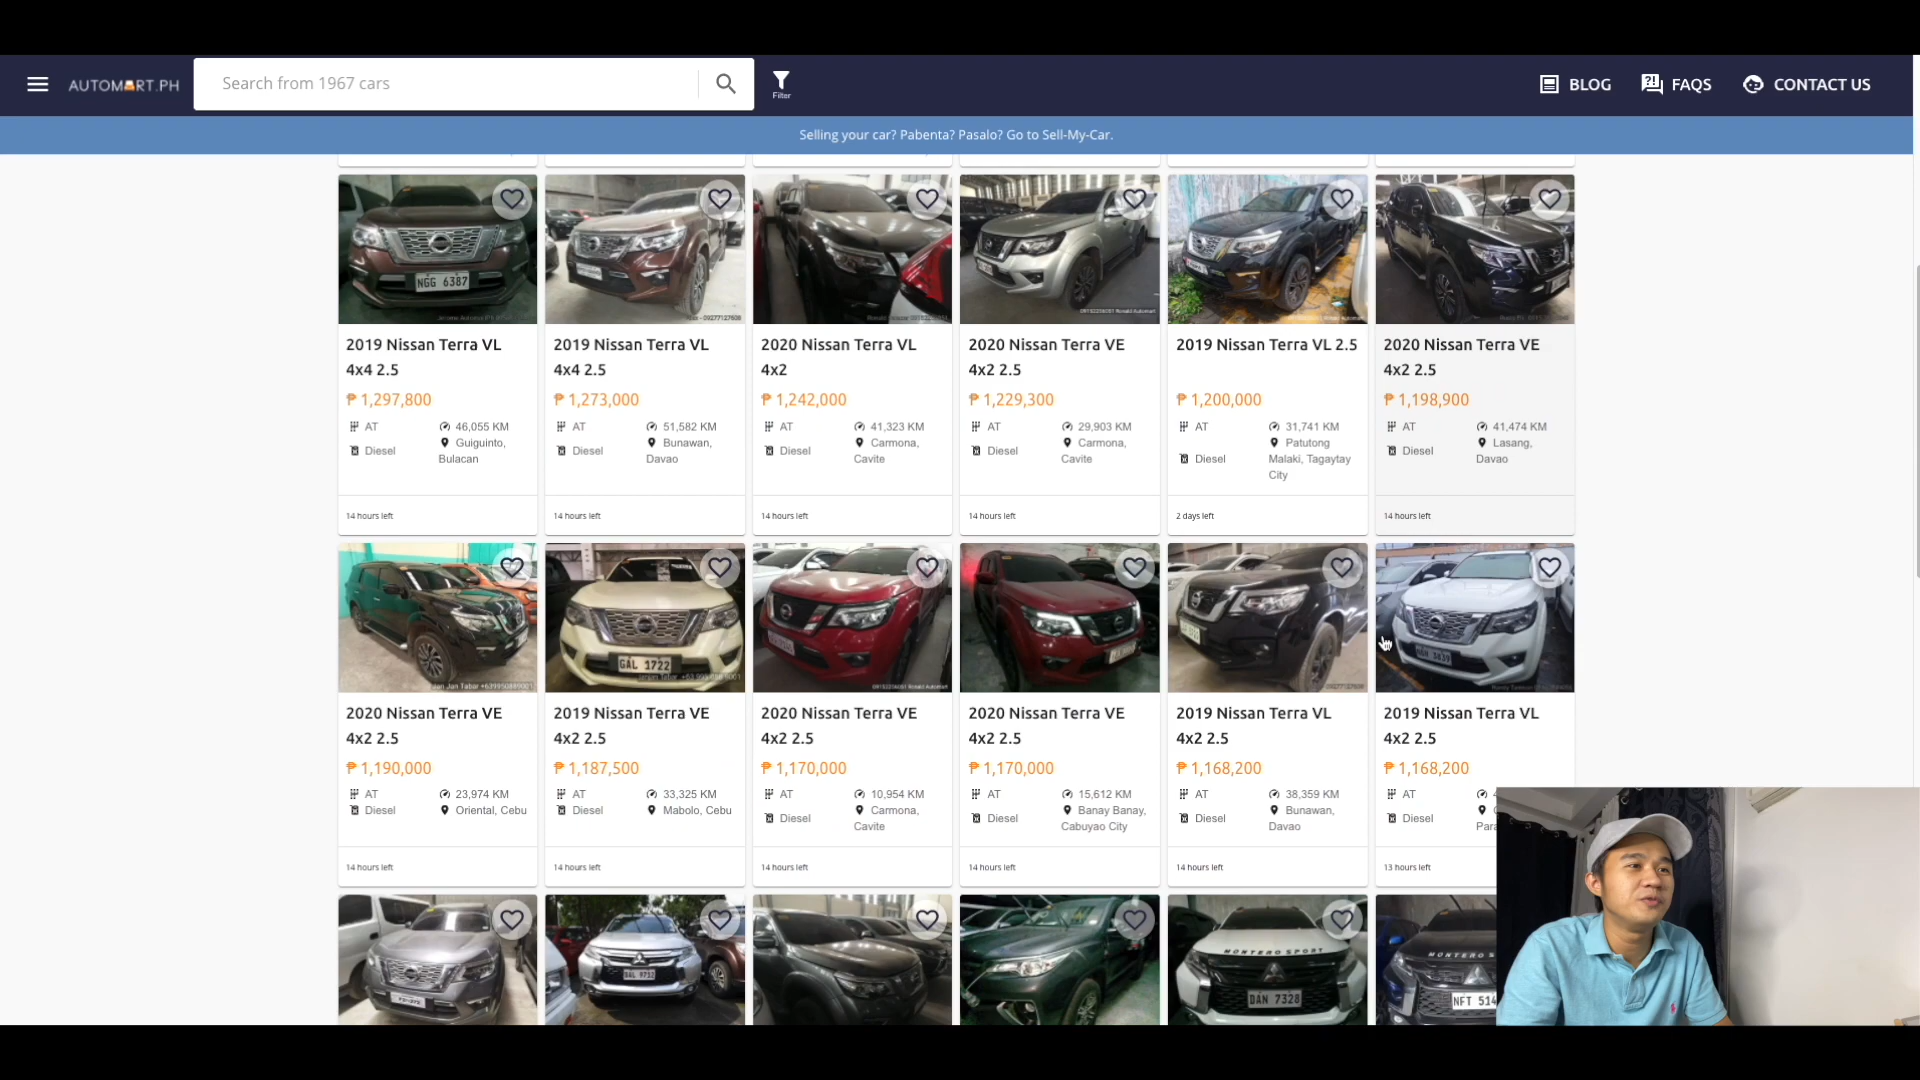 AUTOMART.PH
Search from 1967 cars
Filter
BLOG
FAQS
CONTACT US
Selling your car? Pabenta? Pasalo? Go to Sell-My-Car.
NGG 6387
2019 Nissan Terra VL
4x4 2.5
₱ 1,297,800
AT
46,055 KM
Diesel
Guiguinto,
Bulacan
14 hours left
2019 Nissan Terra VL
4x4 2.5
₱ 1,273,000
AT
51,582 KM
Diesel
Bunawan,
Davao
14 hours left
2020 Nissan Terra VL
4x2
₱ 1,242,000
AT
41,323 KM
Diesel
Carmona,
Cavite
14 hours left
2020 Nissan Terra VE
4x2 2.5
₱ 1,229,300
AT
29,903 KM
Diesel
Carmona,
Cavite
14 hours left
2019 Nissan Terra VL 2.5
₱ 1,200,000
AT
31,741 KM
Diesel
Patutong
Malaki, Tagaytay
City
2 days left
2020 Nissan Terra VE
4x2 2.5
₱ 1,198,900
AT
41,474 KM
Diesel
Lasang,
Davao
14 hours left
2020 Nissan Terra VE
4x2 2.5
₱ 1,190,000
AT
23,974 KM
Diesel
Oriental, Cebu
14 hours left
GAL 1722
2019 Nissan Terra VE
4x2 2.5
₱ 1,187,500
AT
33,325 KM
Diesel
Mabolo, Cebu
14 hours left
2020 Nissan Terra VE
4x2 2.5
₱ 1,170,000
AT
10,954 KM
Diesel
Carmona,
Cavite
14 hours left
2020 Nissan Terra VE
4x2 2.5
₱ 1,170,000
AT
15,612 KM
Diesel
Banay Banay,
Cabuyao City
14 hours left
2019 Nissan Terra VL
4x2 2.5
₱ 1,168,200
AT
38,359 KM
Diesel
Bunawan,
Davao
14 hours left
2019 Nissan Terra VL
4x2 2.5
₱ 1,168,200
AT
Diesel
13 hours left
MONTERO SPORT
DAN 7328
MONTERO S
NFT 514